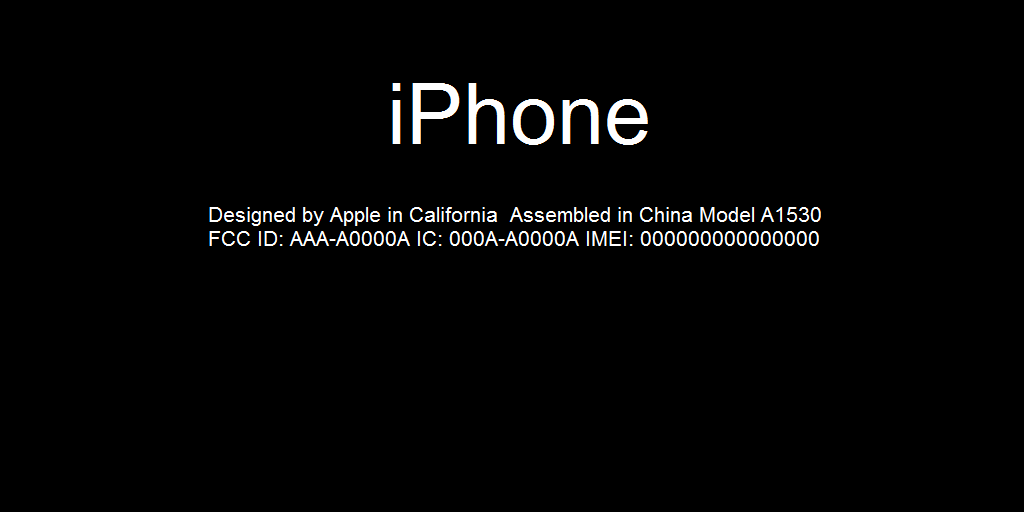 iPhone
Designed by Apple in California  Assembled in China Model A1530
FCC ID: AAA-A0000A IC: 000A-A0000A IMEI: 000000000000000